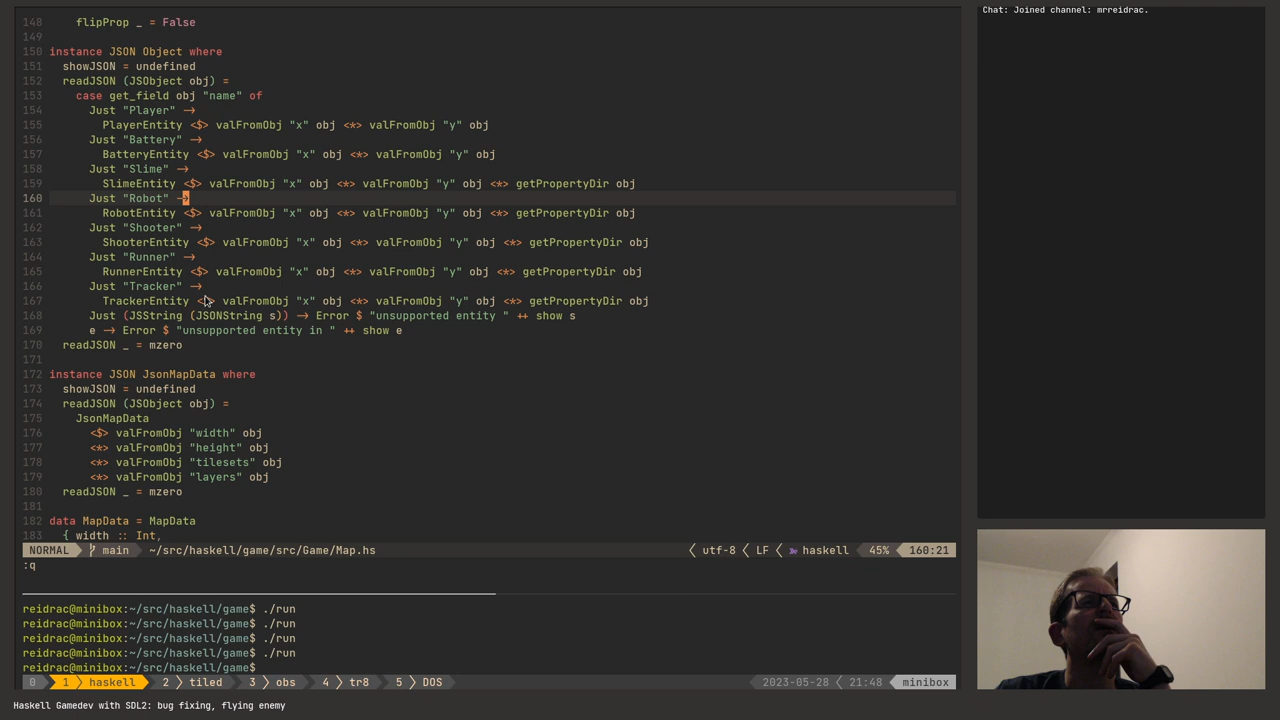 148     flipProp _ = False
149
150 instance JSON Object where
151   showJSON = undefined
152   readJSON (JSObject obj) =
153     case get_field obj "name" of
154       Just "Player" →
155         PlayerEntity <$> valFromObj "x" obj <*> valFromObj "y" obj
156       Just "Battery" →
157         BatteryEntity <$> valFromObj "x" obj <*> valFromObj "y" obj
158       Just "Slime" →
159         SlimeEntity <$> valFromObj "x" obj <*> valFromObj "y" obj <*> getPropertyDir obj
160       Just "Robot" →
161         RobotEntity <$> valFromObj "x" obj <*> valFromObj "y" obj <*> getPropertyDir obj
162       Just "Shooter" →
163         ShooterEntity <$> valFromObj "x" obj <*> valFromObj "y" obj <*> getPropertyDir obj
164       Just "Runner" →
165         RunnerEntity <$> valFromObj "x" obj <*> valFromObj "y" obj <*> getPropertyDir obj
166       Just "Tracker" →
167         TrackerEntity <$> valFromObj "x" obj <*> valFromObj "y" obj <*> getPropertyDir obj
168       Just (JSString (JSONString s)) → Error $ "unsupported entity " ++ show s
169       e → Error $ "unsupported entity in " ++ show e
170   readJSON _ = mzero
171
172 instance JSON JsonMapData where
173   showJSON = undefined
174   readJSON (JSObject obj) =
175     JsonMapData
176       <$> valFromObj "width" obj
177       <*> valFromObj "height" obj
178       <*> valFromObj "tilesets" obj
179       <*> valFromObj "layers" obj
180   readJSON _ = mzero
181
182 data MapData = MapData
183   { width :: Int,
NORMAL main ~/src/haskell/game/src/Game/Map.hs utf-8 LF haskell 45% 160:21
:q
reidrac@minibox:~/src/haskell/game$ ./run
reidrac@minibox:~/src/haskell/game$ ./run
reidrac@minibox:~/src/haskell/game$ ./run
reidrac@minibox:~/src/haskell/game$ ./run
reidrac@minibox:~/src/haskell/game$
0 1 haskell 2 tiled 3 obs 4 tr8 5 DOS 2023-05-28 21:48 minibox
Chat: Joined channel: mrreidrac.
Haskell Gamedev with SDL2: bug fixing, flying enemy